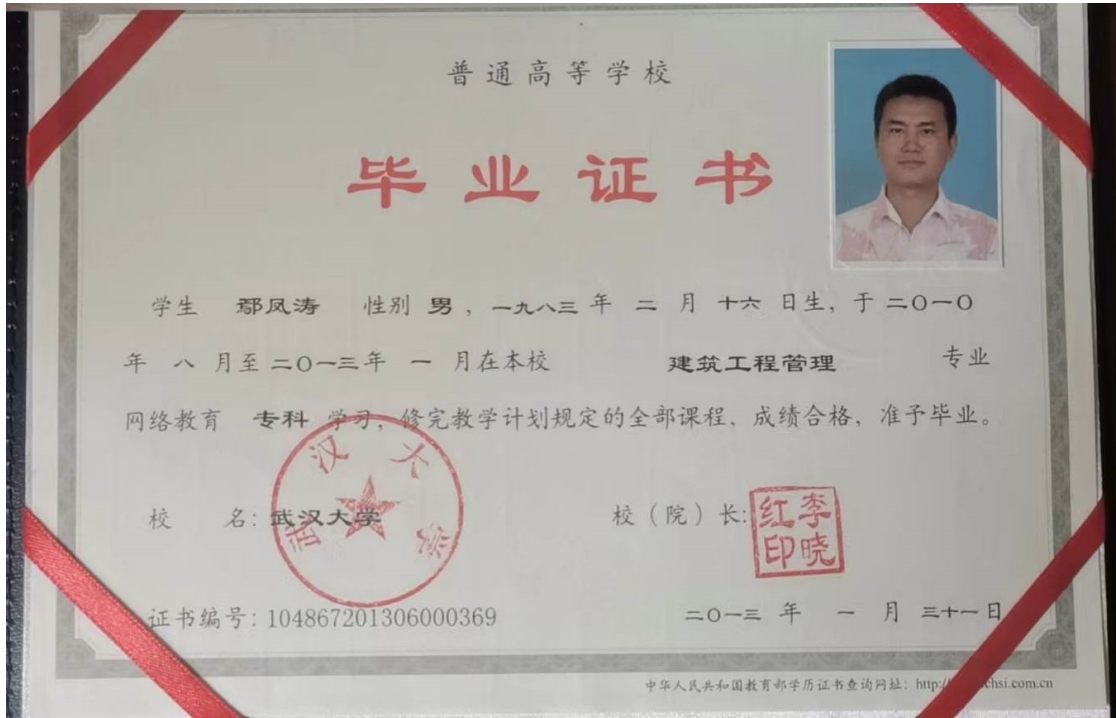 普通高等学校
毕业证书
学生 鄢凤涛 性别 男，一九八三 年 二 月 十六 日生，于 二〇一〇
年 八 月至 二〇一三年 一 月在本校 建筑工程管理 专业
网络教育 专科 学习，修完教学计划规定的全部课程，成绩合格，准予毕业。
武汉大学
校 名：武汉大学 校（院）长：
李晓红印
证书编号：104867201306000369 二〇一三 年 一 月 三十一日
中华人民共和国教育部学历证书查询网址：http:// chsi.com.cn